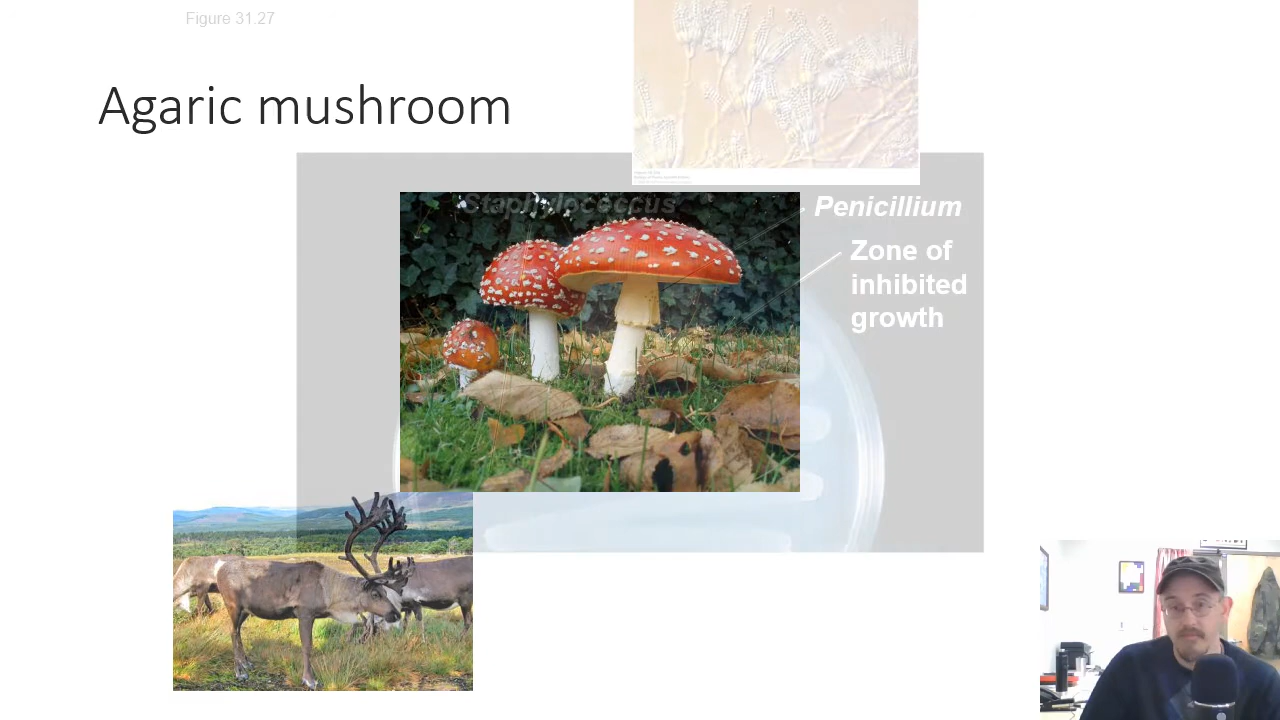 Figure 31.27
Agaric mushroom
Staphylococcus
Penicillium
Zone of
inhibited
growth